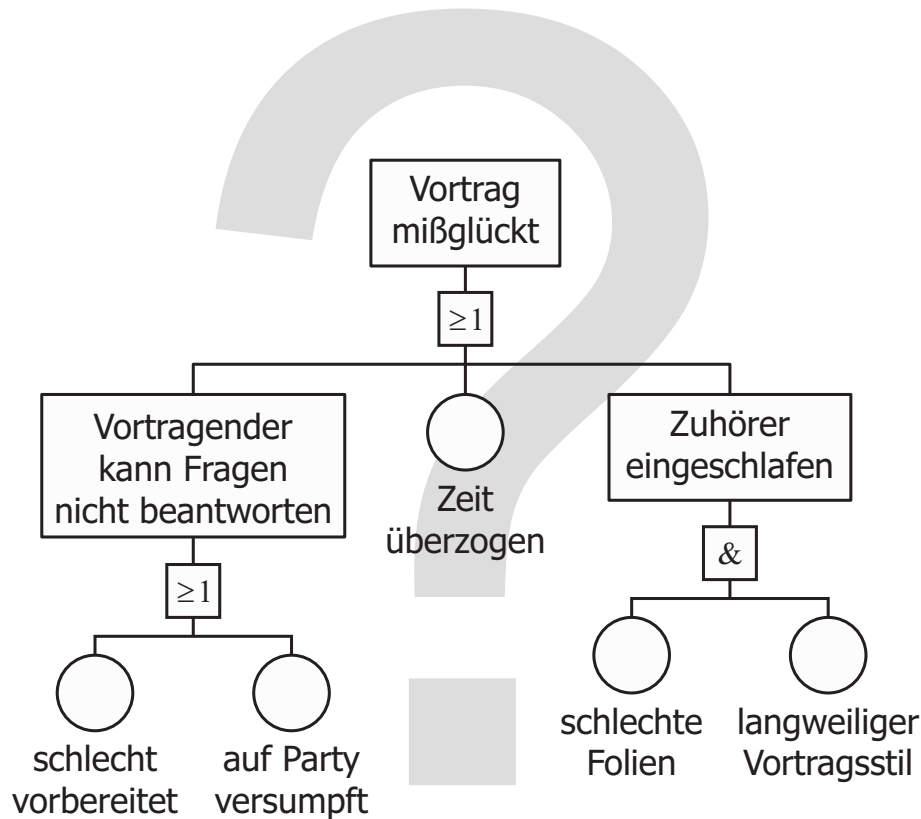 Vortrag
mißglückt
≥1
Vortragender
kann Fragen
nicht beantworten
Zeit
überzogen
Zuhörer
eingeschlafen
≥1
&
schlecht
vorbereitet
auf Party
versumpft
schlechte
Folien
langweiliger
Vortragsstil
?